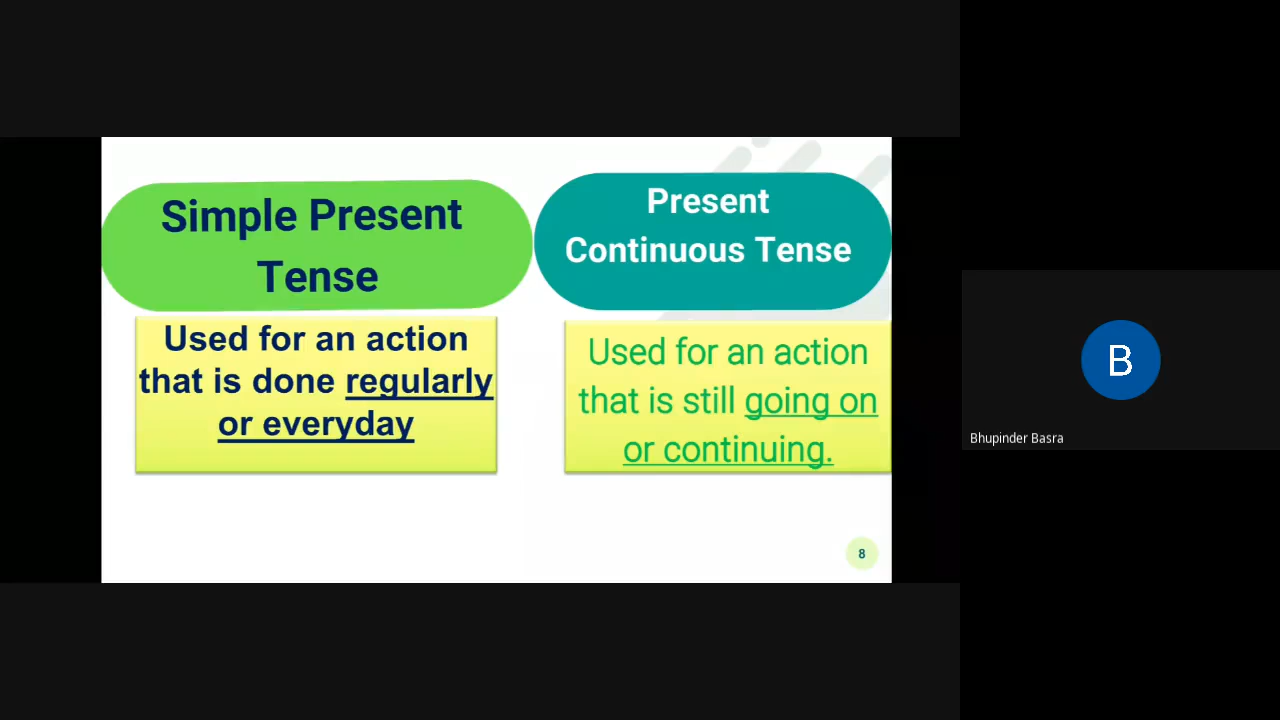 Simple Present
Tense
Used for an action
that is done regularly
or everyday
Present
Continuous Tense
Used for an action
that is still going on
or continuing.
8
B
Bhupinder Basra